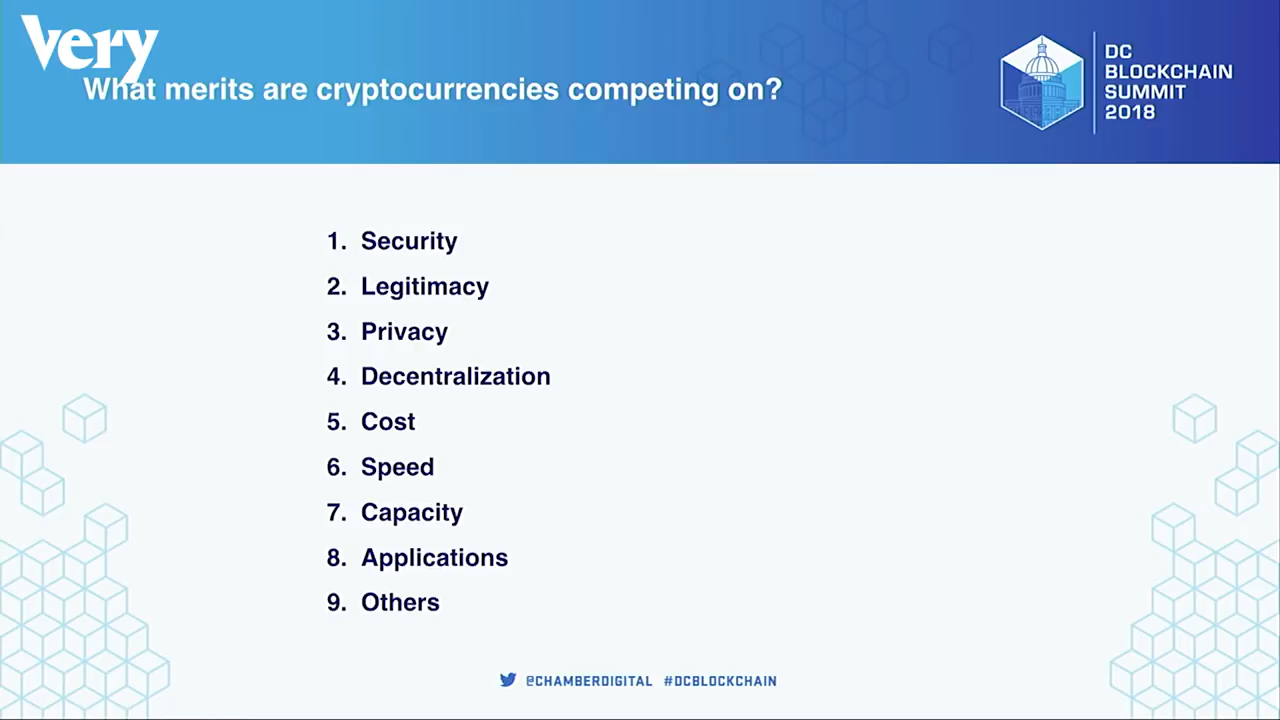 very
What merits are cryptocurrencies competing on?
DC
BLOCKCHAIN
SUMMIT
2018
1. Security
2. Legitimacy
3. Privacy
4. Decentralization
5. Cost
6. Speed
7. Capacity
8. Applications
9. Others
@CHAMBERDIGITAL #DCBLOCKCHAIN